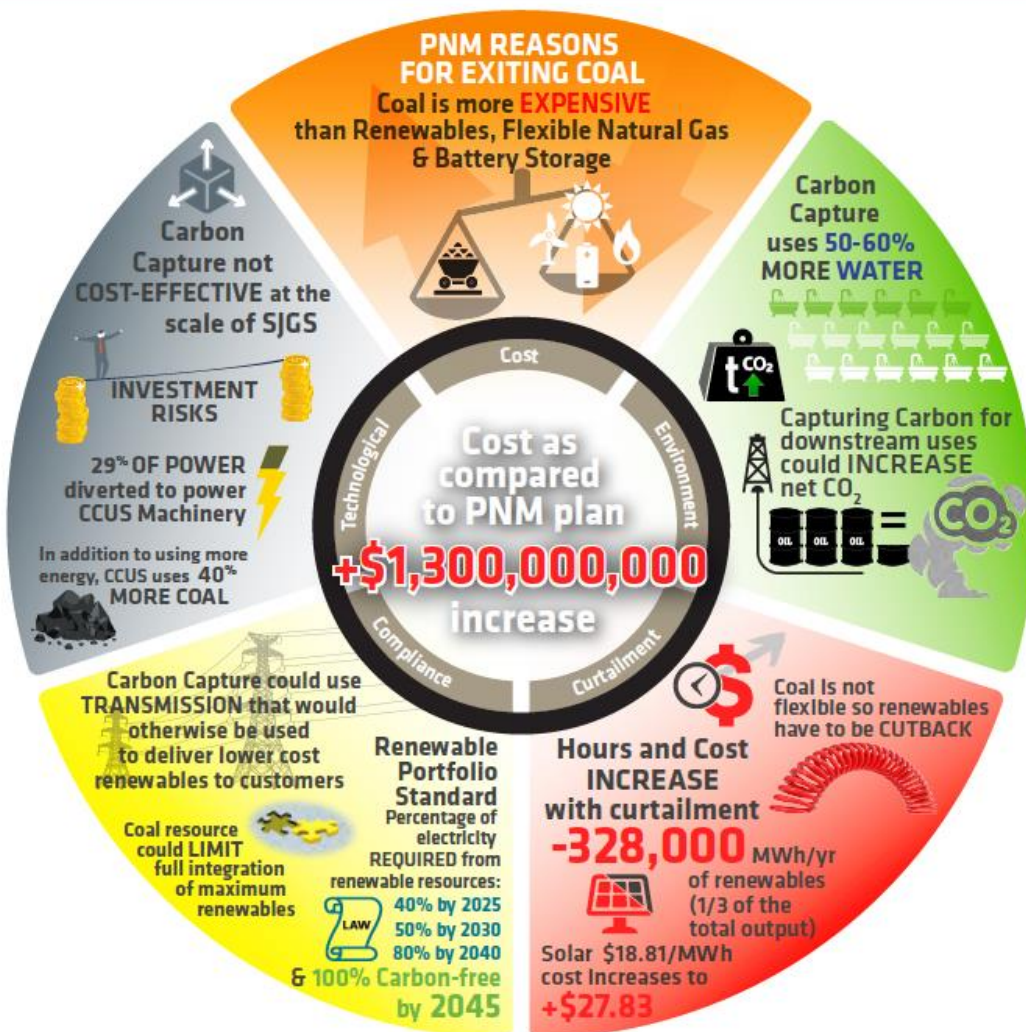 PNM REASONS
FOR EXITING COAL
Coal is more EXPENSIVE
than Renewables, Flexible Natural Gas
& Battery Storage
Carbon
Capture
uses 50-60%
MORE WATER
t CO₂
Capturing Carbon for
downstream uses
could INCREASE
net CO₂
OIL OIL OIL = CO₂
Coal Is not
flexible so renewables
have to be CUTBACK
Hours and Cost
INCREASE
with curtailment
-328,000 MWh/yr
of renewables
(1/3 of the
total output)
Solar $18.81/MWh
cost Increases to
+$27.83
Carbon Capture could use
TRANSMISSION that would
otherwise be used
to deliver lower cost
renewables to customers
Coal resource
could LIMIT
full integration
of maximum
renewables
Renewable
Portfolio
Standard
Percentage of
electricity
REQUIRED from
renewable resources:
LAW
40% by 2025
50% by 2030
80% by 2040
& 100% Carbon-free
by 2045
Carbon
Capture not
COST-EFFECTIVE at the
scale of SJGS
INVESTMENT
RISKS
29% OF POWER
diverted to power
CCUS Machinery
In addition to using more
energy, CCUS uses 40%
MORE COAL
Cost
Environment
Curtailment
Compliance
Technological
Cost as
compared
to PNM plan
+$1,300,000,000
increase